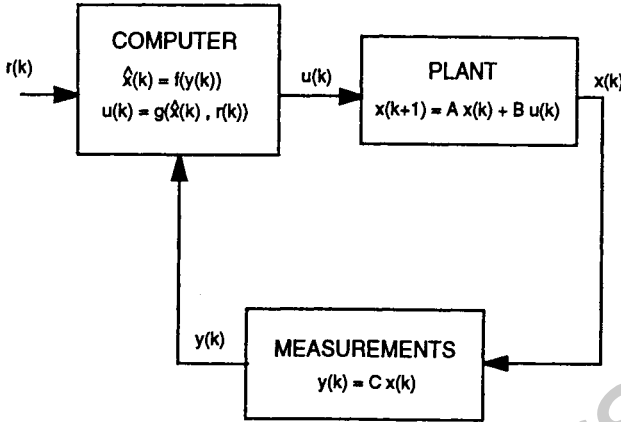 r(k)
COMPUTER
x̂(k) = f(y(k))
u(k) = g(x̂(k) , r(k))
u(k)
PLANT
x(k+1) = A x(k) + B u(k)
x(k)
y(k)
MEASUREMENTS
y(k) = C x(k)